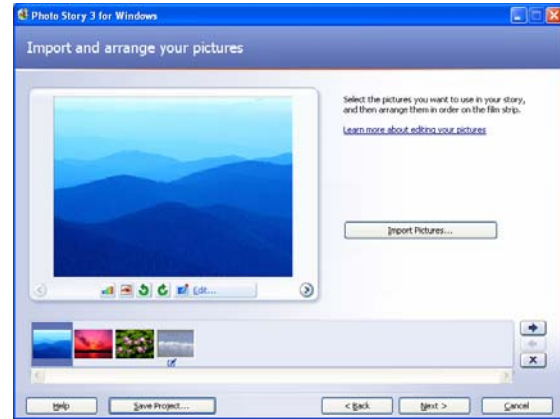 Photo Story 3 for Windows
Import and arrange your pictures
Select the pictures you want to use in your story,
and then arrange them in order on the film strip.
Learn more about editing your pictures
Import Pictures...
Edit...
Help
Save Project...
< Back
Next >
Cancel